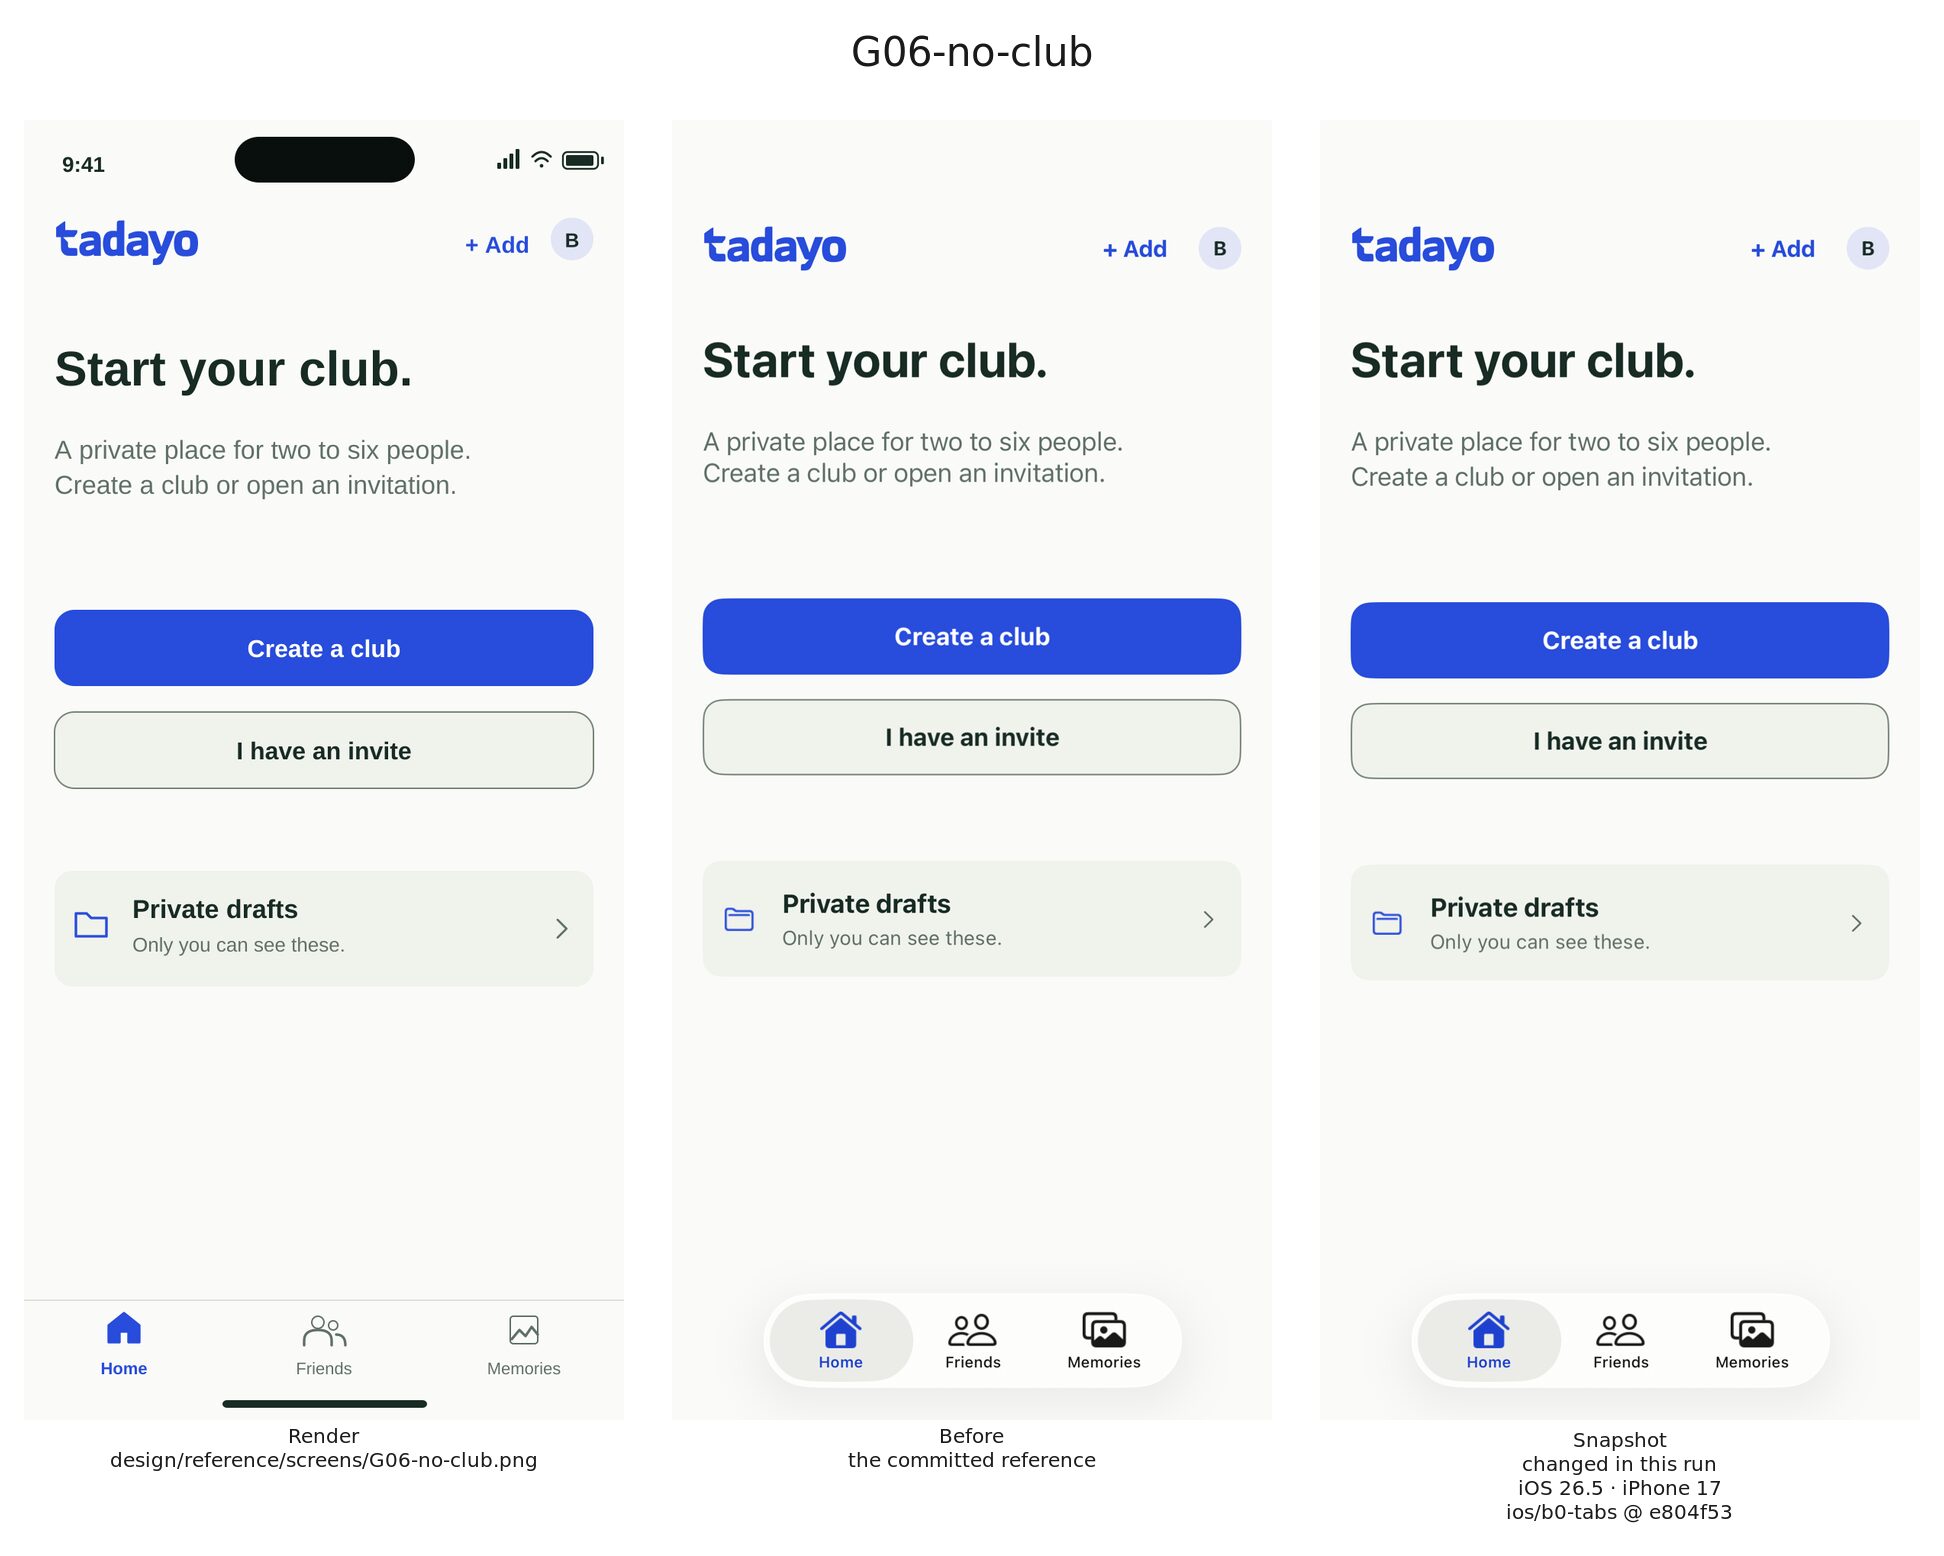 G06-no-club
9:41
tadayo
+ Add
B
Start your club.
A private place for two to six people.
Create a club or open an invitation.
Create a club
I have an invite
Private drafts
Only you can see these.
Home
Friends
Memories
Render
design/reference/screens/G06-no-club.png
tadayo
+ Add
B
Start your club.
A private place for two to six people.
Create a club or open an invitation.
Create a club
I have an invite
Private drafts
Only you can see these.
Home
Friends
Memories
Before
the committed reference
tadayo
+ Add
B
Start your club.
A private place for two to six people.
Create a club or open an invitation.
Create a club
I have an invite
Private drafts
Only you can see these.
Home
Friends
Memories
Snapshot
changed in this run
iOS 26.5 · iPhone 17
ios/b0-tabs @ e804f53